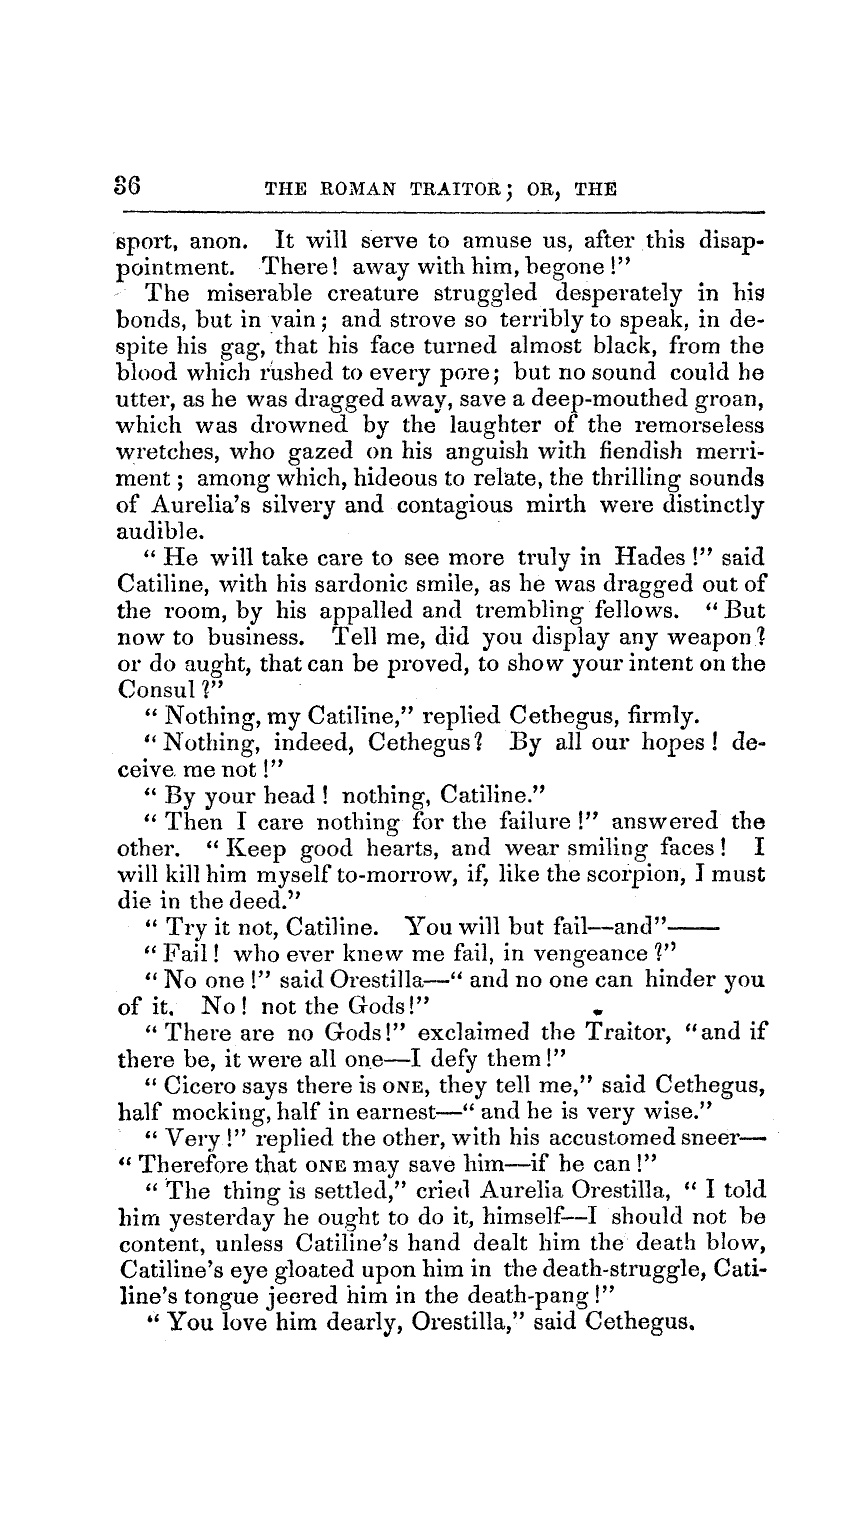 36 THE ROMAN TRAITOR; OR, THE
sport, anon. It will serve to amuse us, after this disap-
pointment. There! away with him, begone!”
The miserable creature struggled desperately in his
bonds, but in vain; and strove so terribly to speak, in de-
spite his gag, that his face turned almost black, from the
blood which rushed to every pore; but no sound could he
utter, as he was dragged away, save a deep-mouthed groan,
which was drowned by the laughter of the remorseless
wretches, who gazed on his anguish with fiendish merri-
ment; among which, hideous to relate, the thrilling sounds
of Aurelia’s silvery and contagious mirth were distinctly
audible.
“He will take care to see more truly in Hades!” said
Catiline, with his sardonic smile, as he was dragged out of
the room, by his appalled and trembling fellows. “But
now to business. Tell me, did you display any weapon?
or do aught, that can be proved, to show your intent on the
Consul?”
“Nothing, my Catiline,” replied Cethegus, firmly.
“Nothing, indeed, Cethegus? By all our hopes! de-
ceive me not!”
“By your head! nothing, Catiline.”
“Then I care nothing for the failure!” answered the
other. “Keep good hearts, and wear smiling faces! I
will kill him myself to-morrow, if, like the scorpion, I must
die in the deed.”
“Try it not, Catiline. You will but fail—and”——
“Fail! who ever knew me fail, in vengeance?”
“No one!” said Orestilla—“and no one can hinder you
of it. No! not the Gods!”
“There are no Gods!” exclaimed the Traitor, “and if
there be, it were all one—I defy them!”
“Cicero says there is ONE, they tell me,” said Cethegus,
half mocking, half in earnest—“and he is very wise.”
“Very!” replied the other, with his accustomed sneer—
“Therefore that ONE may save him—if he can!”
“The thing is settled,” cried Aurelia Orestilla, “I told
him yesterday he ought to do it, himself—I should not be
content, unless Catiline’s hand dealt him the death blow,
Catiline’s eye gloated upon him in the death-struggle, Cati-
line’s tongue jeered him in the death-pang!”
“You love him dearly, Orestilla,” said Cethegus.